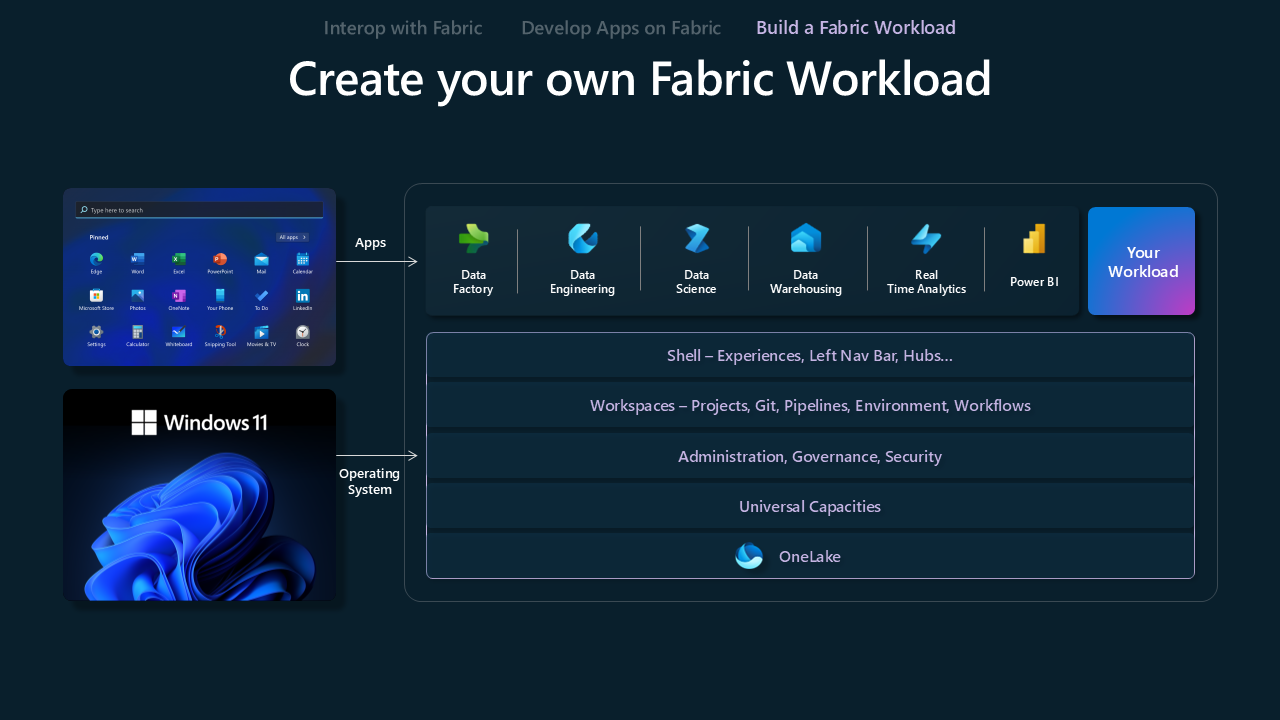 Interop with Fabric
Develop Apps on Fabric
Build a Fabric Workload
Create your own Fabric Workload
Type here to search
Pinned
All apps >
Edge
Word
Excel
PowerPoint
Mail
Calendar
Microsoft Store
Photos
OneNote
Your Phone
To Do
LinkedIn
Settings
Calculator
Whiteboard
Snipping Tool
Movies & TV
Clock
Apps
Windows 11
Operating
System
Data
Factory
Data
Engineering
Data
Science
Data
Warehousing
Real
Time Analytics
Power BI
Your
Workload
Shell – Experiences, Left Nav Bar, Hubs...
Workspaces – Projects, Git, Pipelines, Environment, Workflows
Administration, Governance, Security
Universal Capacities
OneLake